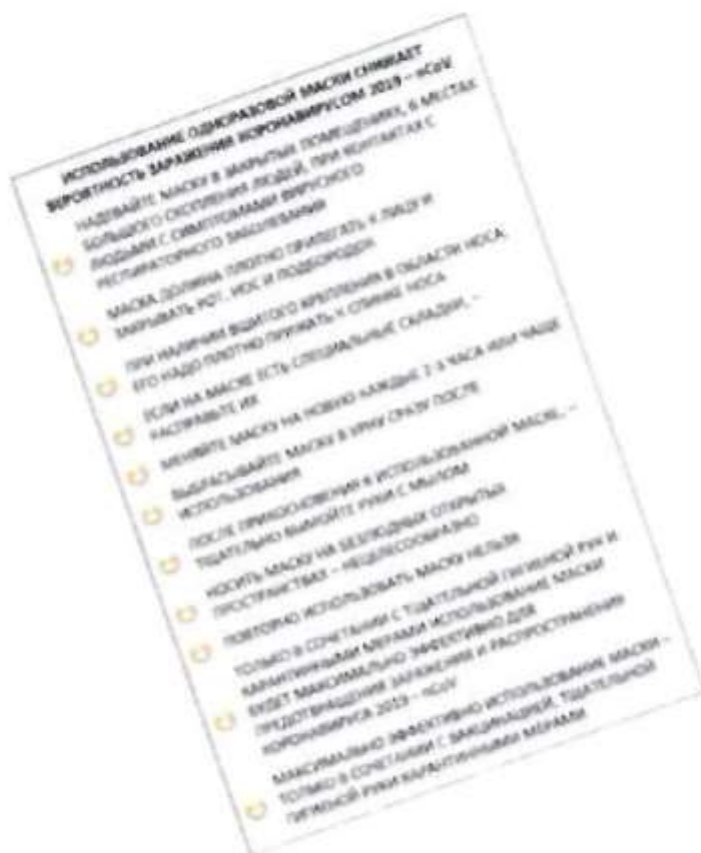 ИСПОЛЬЗОВАНИЕ ОДНОРАЗОВОЙ МАСКИ СНИЖАЕТ
ВЕРОЯТНОСТЬ ЗАРАЖЕНИЯ КОРОНАВИРУСОМ 2019 – nCoV
НАДЕВАЙТЕ МАСКУ В ЗАКРЫТЫХ ПОМЕЩЕНИЯХ, В МЕСТАХ
БОЛЬШОГО СКОПЛЕНИЯ ЛЮДЕЙ, ПРИ КОНТАКТАХ С
ЛЮДЬМИ С СИМПТОМАМИ ВИРУСНОГО
РЕСПИРАТОРНОГО ЗАБОЛЕВАНИЯ
МАСКА ДОЛЖНА ПЛОТНО ПРИЛЕГАТЬ К ЛИЦУ И
ЗАКРЫВАТЬ РОТ, НОС И ПОДБОРОДОК
ПРИ НАЛИЧИИ ВШИТОГО КРЕПЛЕНИЯ В ОБЛАСТИ НОСА,
ЕГО НАДО ПЛОТНО ПРИЖАТЬ К СПИНКЕ НОСА
ЕСЛИ НА МАСКЕ ЕСТЬ СПЕЦИАЛЬНЫЕ СКЛАДКИ, –
РАСПРАВЬТЕ ИХ
МЕНЯЙТЕ МАСКУ НА НОВУЮ КАЖДЫЕ 2-3 ЧАСА ИЛИ ЧАЩЕ
ВЫБРАСЫВАЙТЕ МАСКУ В УРНУ СРАЗУ ПОСЛЕ
ИСПОЛЬЗОВАНИЯ
ПОСЛЕ ПРИКОСНОВЕНИЯ К ИСПОЛЬЗОВАННОЙ МАСКЕ, –
ТЩАТЕЛЬНО ВЫМОЙТЕ РУКИ С МЫЛОМ
НОСИТЬ МАСКУ НА БЕЗЛЮДНЫХ ОТКРЫТЫХ
ПРОСТРАНСТВАХ – НЕЦЕЛЕСООБРАЗНО
ПОВТОРНО ИСПОЛЬЗОВАТЬ МАСКУ НЕЛЬЗЯ
ТОЛЬКО В СОЧЕТАНИИ С ТЩАТЕЛЬНОЙ ГИГИЕНОЙ РУК И
КАРАНТИННЫМИ МЕРАМИ ИСПОЛЬЗОВАНИЕ МАСКИ
БУДЕТ МАКСИМАЛЬНО ЭФФЕКТИВНО ДЛЯ
ПРЕДОТВРАЩЕНИЯ ЗАРАЖЕНИЯ И РАСПРОСТРАНЕНИЯ
КОРОНАВИРУСА 2019 – nCoV
МАКСИМАЛЬНО ЭФФЕКТИВНО ИСПОЛЬЗОВАНИЕ МАСКИ –
ТОЛЬКО В СОЧЕТАНИИ С ВАКЦИНАЦИЕЙ, ТЩАТЕЛЬНОЙ
ГИГИЕНОЙ РУК И КАРАНТИННЫМИ МЕРАМИ